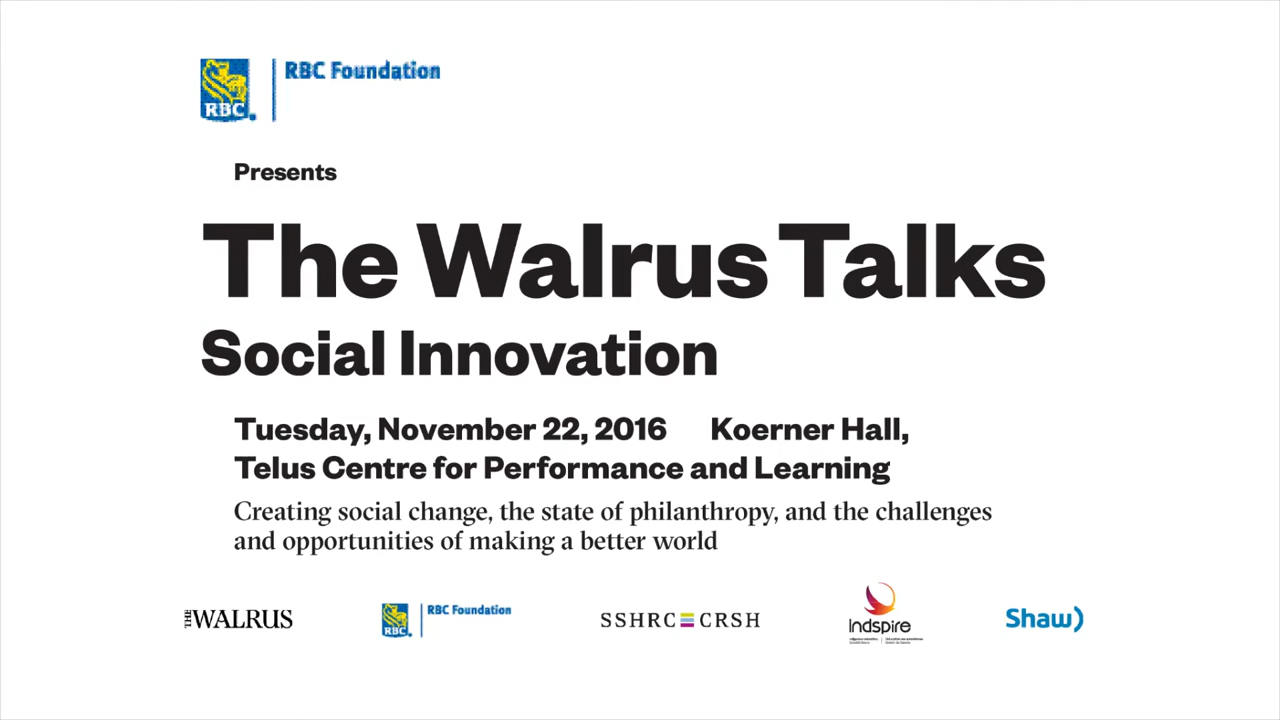 RBC Foundation
RBC
Presents
The Walrus Talks
Social Innovation
Tuesday, November 22, 2016 Koerner Hall,
Telus Centre for Performance and Learning
Creating social change, the state of philanthropy, and the challenges
and opportunities of making a better world
THE WALRUS
RBC Foundation
RBC
SSHRC CRSH
Indspire
Shaw)